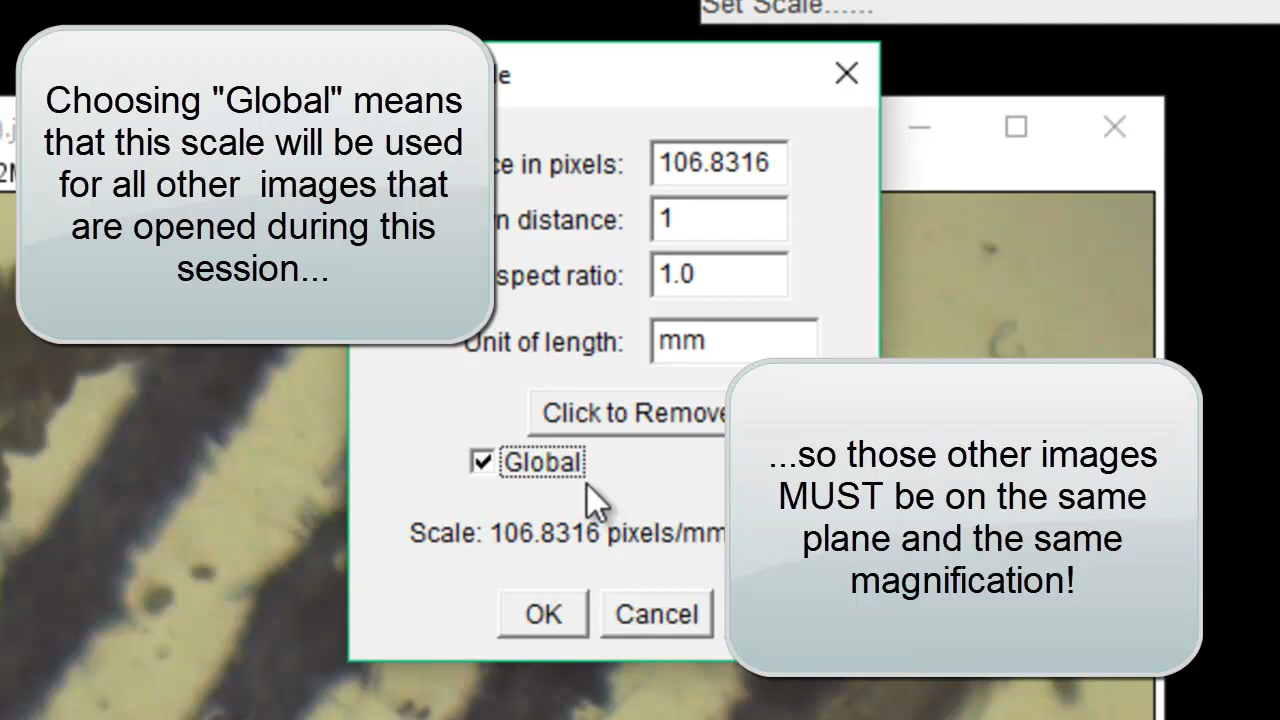 Set Scale......
Choosing "Global" means
that this scale will be used
for all other  images that
are opened during this
session...
ce in pixels: 106.8316
n distance: 1
spect ratio: 1.0
Unit of length: mm
Click to Remove
Global
Scale: 106.8316 pixels/mm
OK Cancel
...so those other images
MUST be on the same
plane and the same
magnification!